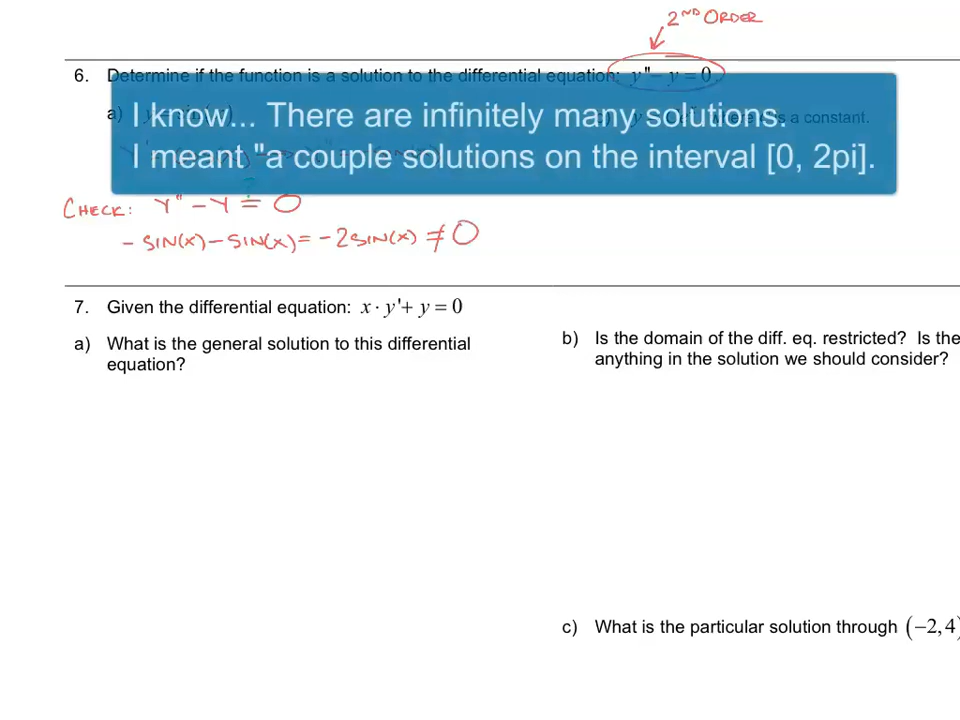 2ND ORDER
6. Determine if the function is a solution to the differential equation: y'' − y = 0
I know... There are infinitely many solutions.
a) is a constant.
I meant "a couple solutions on the interval [0, 2pi].
CHECK: Y" − Y ≟ 0
− SIN(X) − SIN(X) = −2SIN(X) ≠ 0
7. Given the differential equation: x · y'+ y = 0
a) What is the general solution to this differential
equation?
b) Is the domain of the diff. eq. restricted? Is the
anything in the solution we should consider?
c) What is the particular solution through (−2, 4)